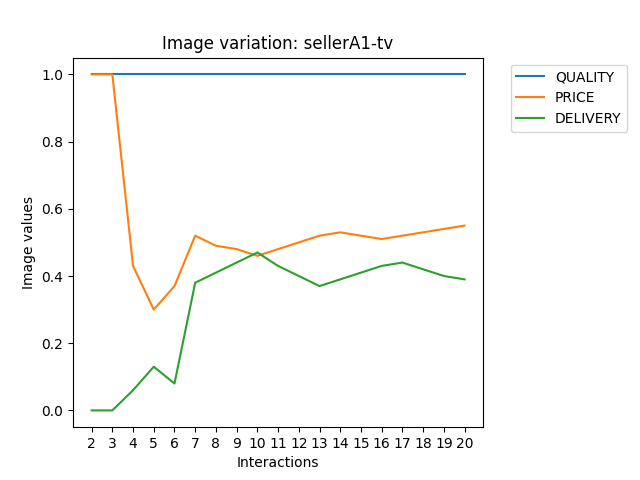 Image variation: sellerA1-tv
QUALITY
PRICE
DELIVERY
Image values
1.0
0.8
0.6
0.4
0.2
0.0
2 3 4 5 6 7 8 9 10 11 12 13 14 15 16 17 18 19 20
Interactions